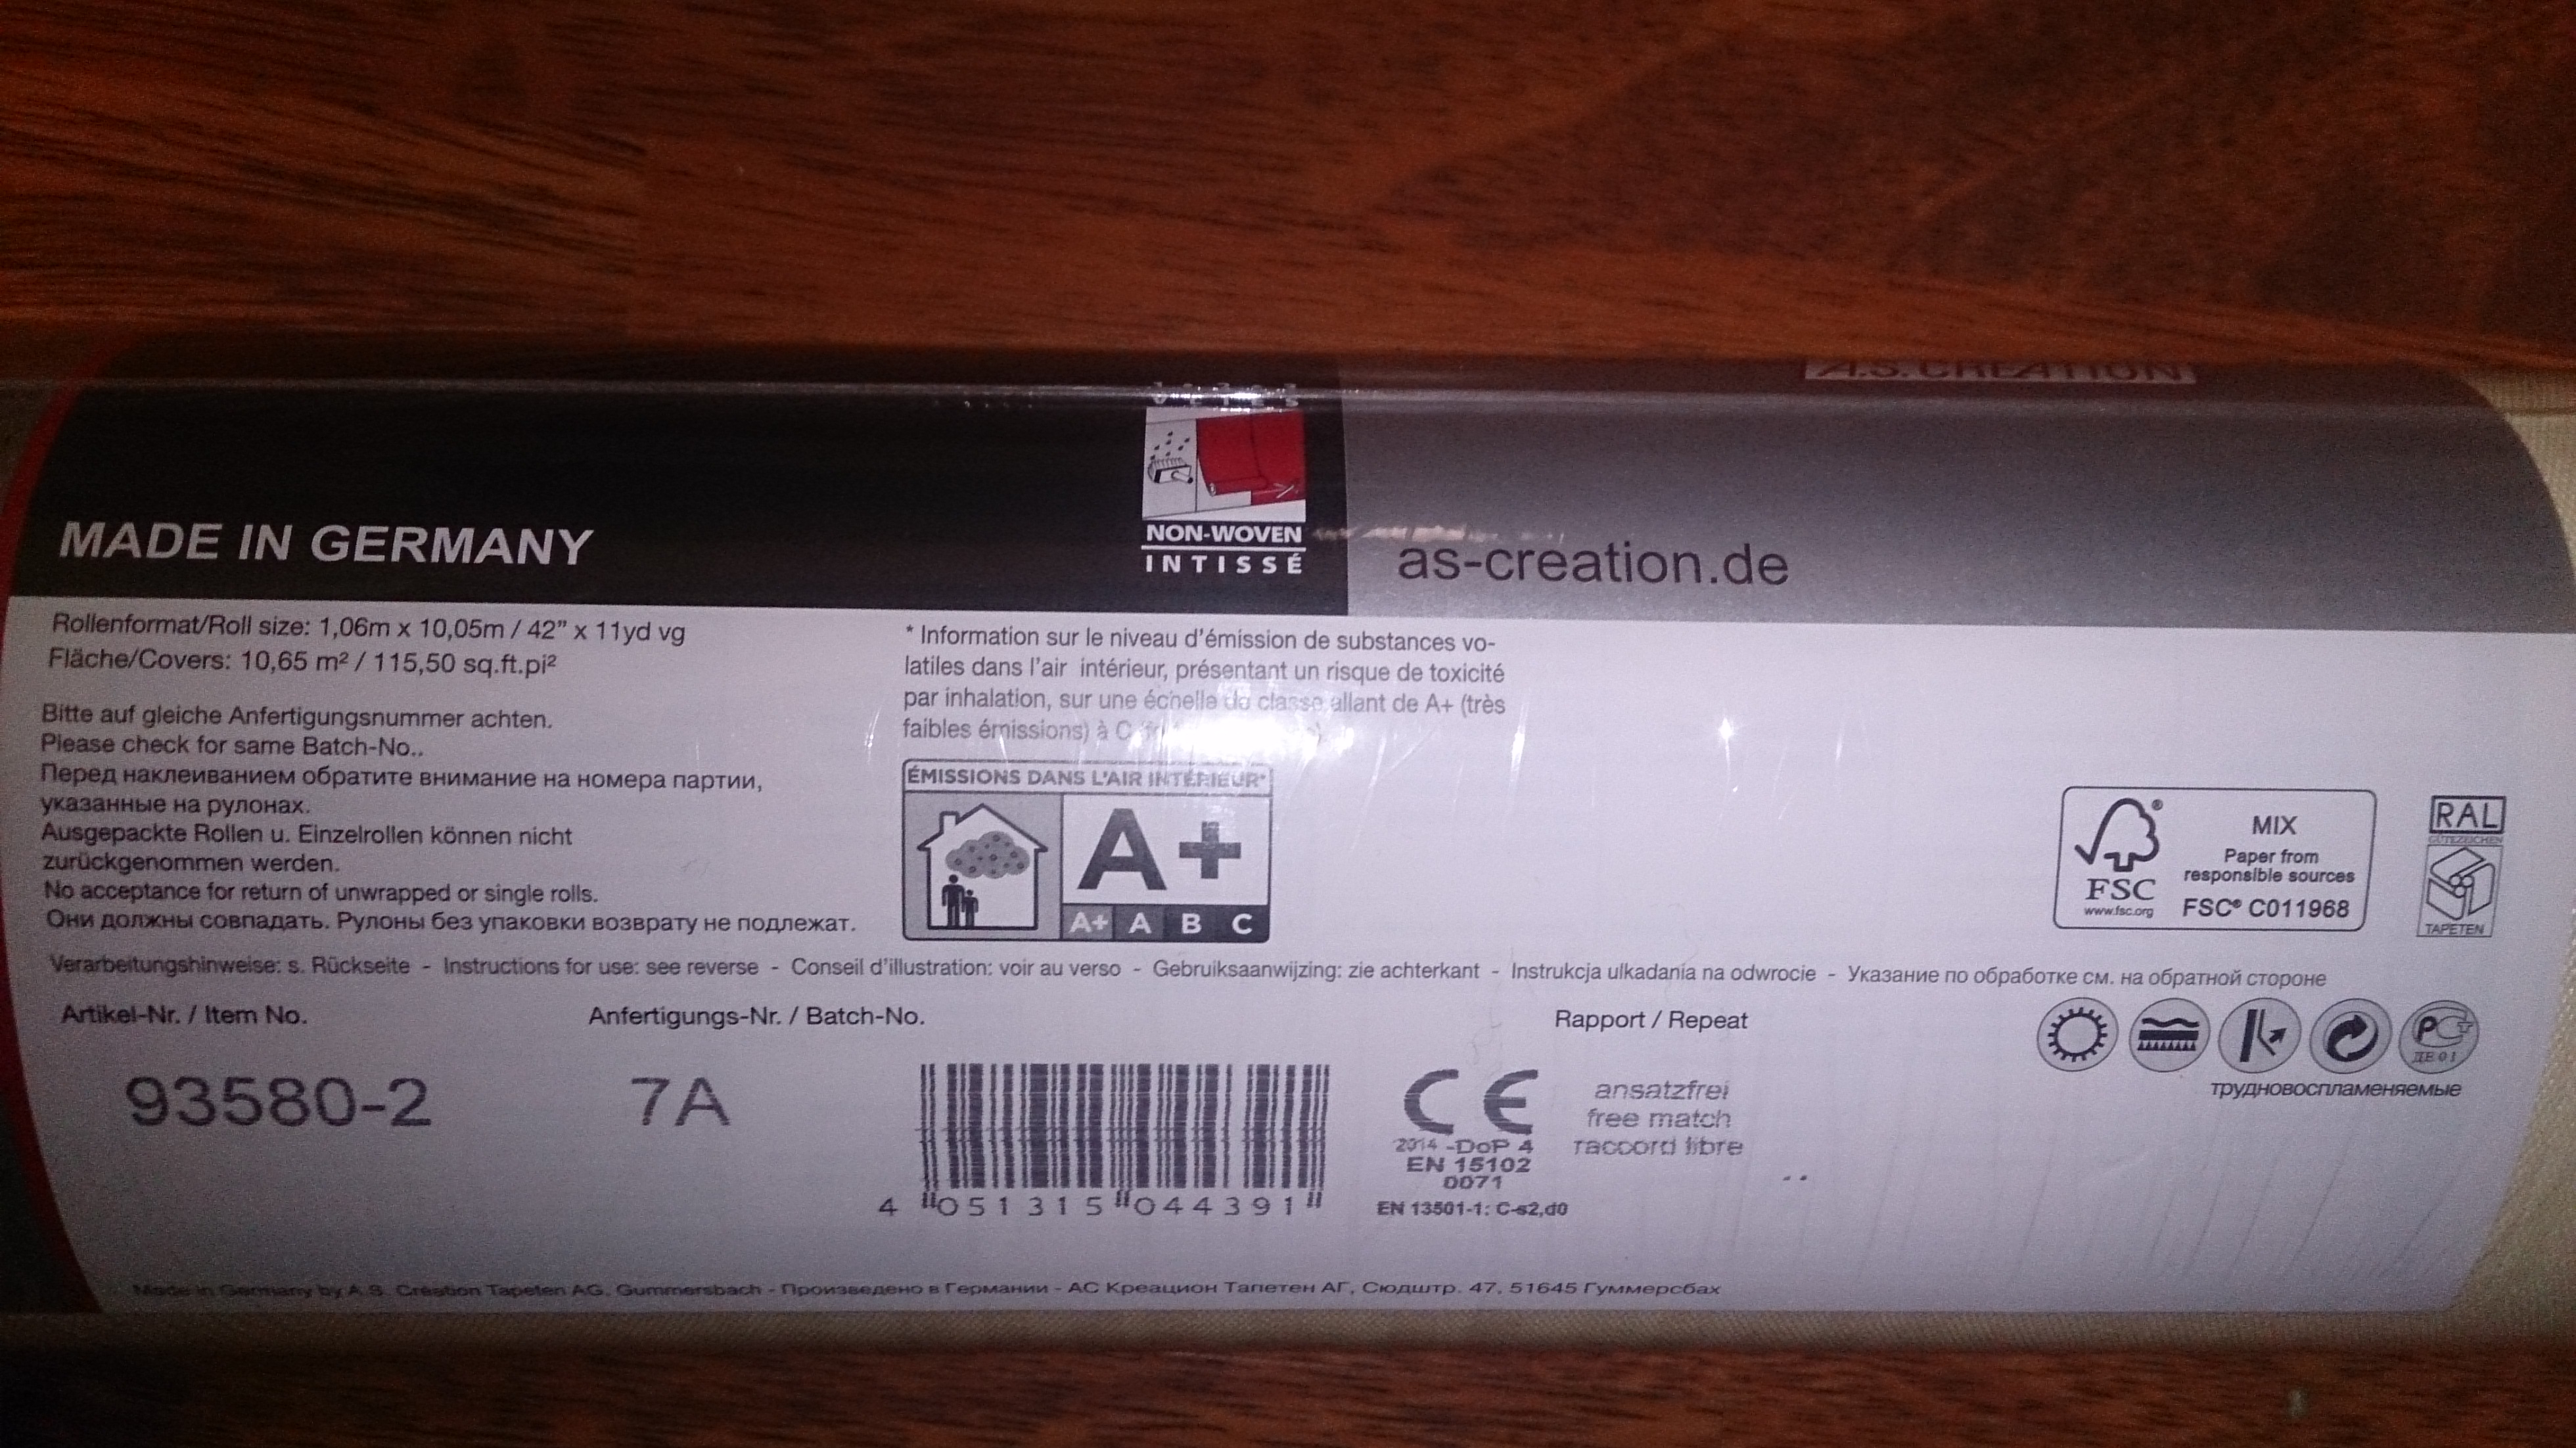 A.S. CRÉATION
VLIES
NON-WOVEN
INTISSÉ
MADE IN GERMANY
as-creation.de
Rollenformat/Roll size: 1,06m x 10,05m / 42” x 11yd vg
Fläche/Covers: 10,65 m² / 115,50 sq.ft.pi²
Bitte auf gleiche Anfertigungsnummer achten.
Please check for same Batch-No..
Перед наклеиванием обратите внимание на номера партии,
указанные на рулонах.
Ausgepackte Rollen u. Einzelrollen können nicht
zurückgenommen werden.
No acceptance for return of unwrapped or single rolls.
Они должны совпадать. Рулоны без упаковки возврату не подлежат.
* Information sur le niveau d’émission de substances vo-
latiles dans l’air intérieur, présentant un risque de toxicité
par inhalation, sur une échelle de classe allant de A+ (très
faibles émissions) à C
ÉMISSIONS DANS L’AIR INTÉRIEUR*
A+
A+ A B C
FSC
www.fsc.org
MIX
Paper from
responsible sources
FSC® C011968
RAL
GÜTEZEICHEN
TAPETEN
Verarbeitungshinweise: s. Rückseite - Instructions for use: see reverse - Conseil d’illustration: voir au verso - Gebruiksaanwijzing: zie achterkant - Instrukcja ulkadania na odwrocie - Указание по обработке см. на обратной стороне
Artikel-Nr. / Item No.
93580-2
Anfertigungs-Nr. / Batch-No.
7A
4 051315 044391
CE
2014 -DoP 4
EN 15102
0071
EN 13501-1: C-s2,d0
Rapport / Repeat
ansatzfrei
free match
raccord libre
РС+
ДЕ 01
трудновоспламеняемые
Made in Germany by A.S. Création Tapeten AG, Gummersbach - Произведено в Германии - АС Креацион Тапетен АГ, Сюдштр. 47, 51645 Гуммерсбах